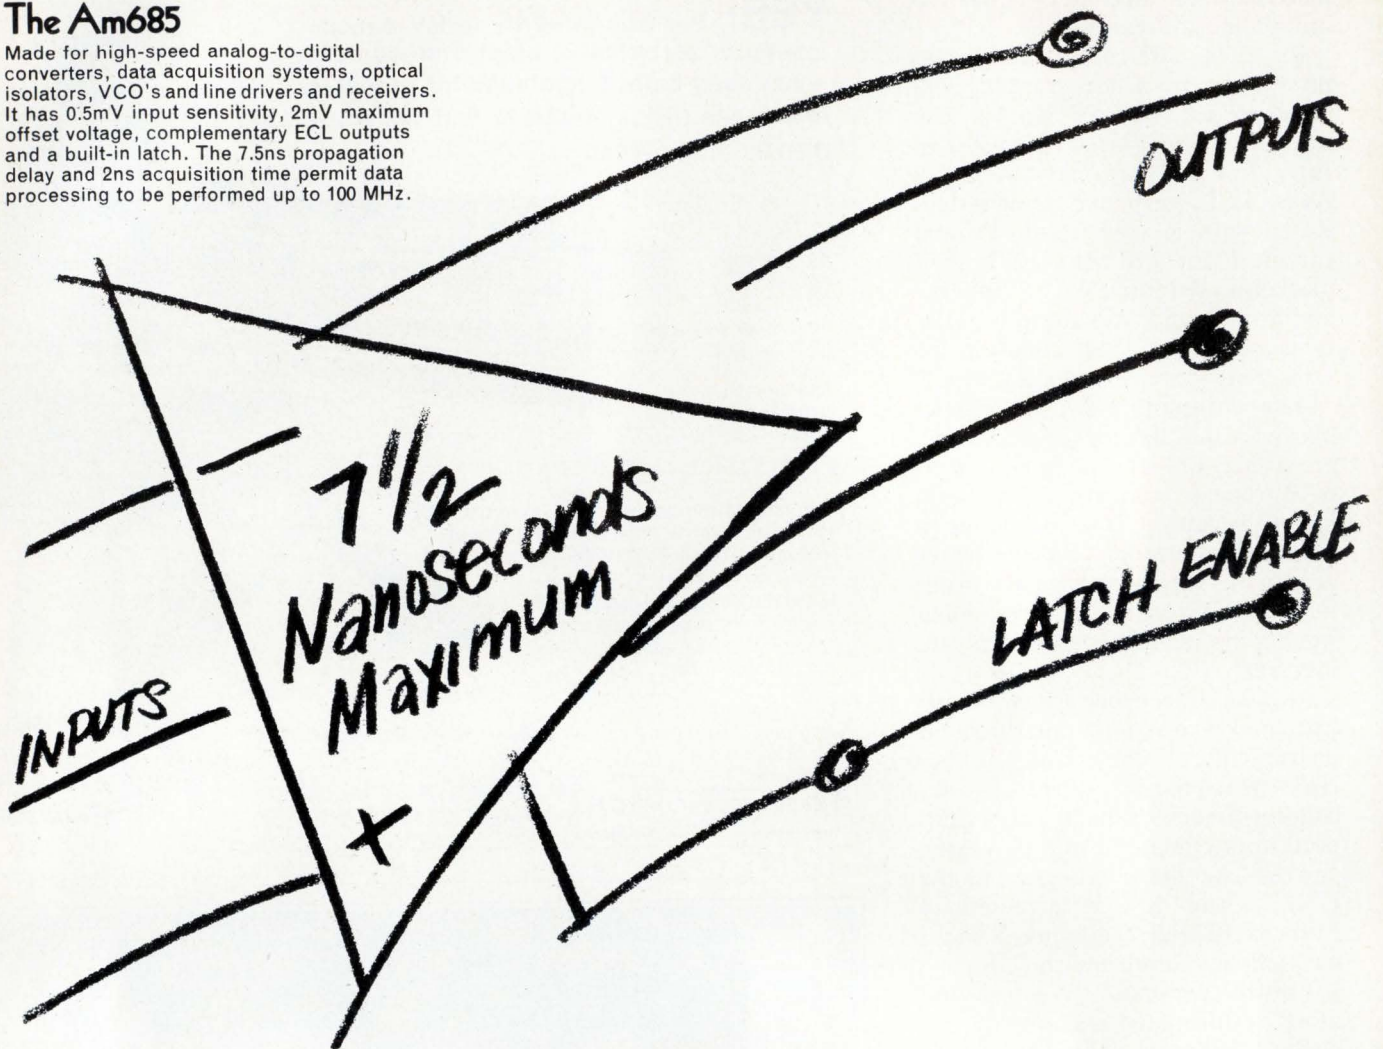 The Am685
Made for high-speed analog-to-digital
converters, data acquisition systems, optical
isolators, VCO's and line drivers and receivers.
It has 0.5mV input sensitivity, 2mV maximum
offset voltage, complementary ECL outputs
and a built-in latch. The 7.5ns propagation
delay and 2ns acquisition time permit data
processing to be performed up to 100 MHz.
OUTPUTS
−
7 1/2
Nanoseconds
Maximum
LATCH ENABLE
INPUTS
+